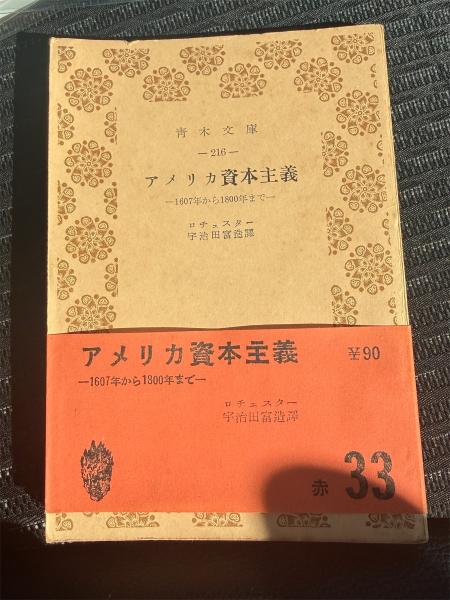 青木文庫
—216—
アメリカ資本主義
—1607年から1800年まで—
ロチェスター
宇治田富造譯
アメリカ資本主義
¥90
—1607年から1800年まで—
ロチェスター
宇治田富造譯
赤 33